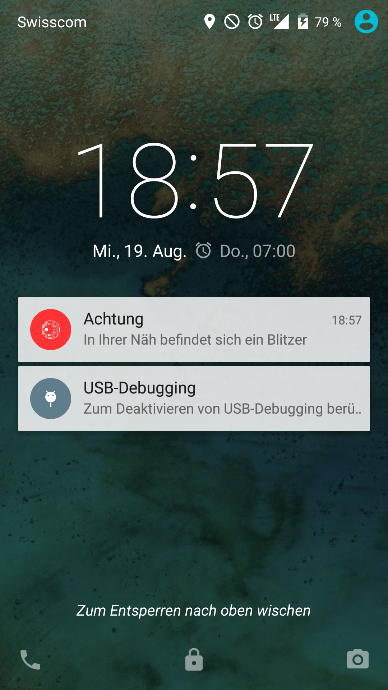 Swisscom LTE 79 %
18:57
Mi., 19. Aug. Do., 07:00
Achtung 18:57
In Ihrer Näh befindet sich ein Blitzer
USB-Debugging
Zum Deaktivieren von USB-Debugging berü..
Zum Entsperren nach oben wischen